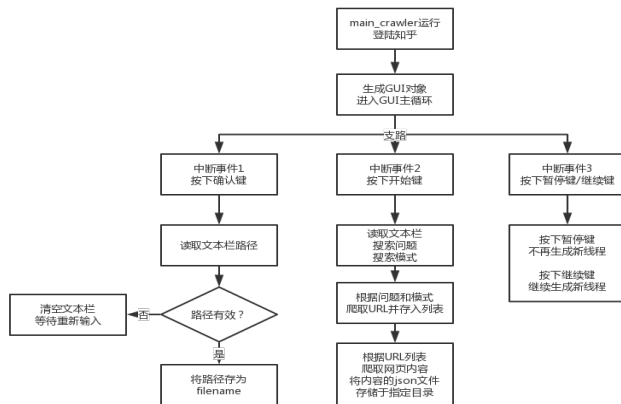 main_crawler运行
登陆知乎
生成GUI对象
进入GUI主循环
支路
中断事件1
按下确认键
中断事件2
按下开始键
中断事件3
按下暂停键/继续键
读取文本栏路径
读取文本栏
搜索问题
搜索模式
按下暂停键
不再生成新线程
按下继续键
继续生成新线程
清空文本栏
等待重新输入
否
路径有效？
根据问题和模式
爬取URL并存入列表
是
将路径存为
filename
根据URL列表
爬取网页内容
将内容的json文件
存储于指定目录